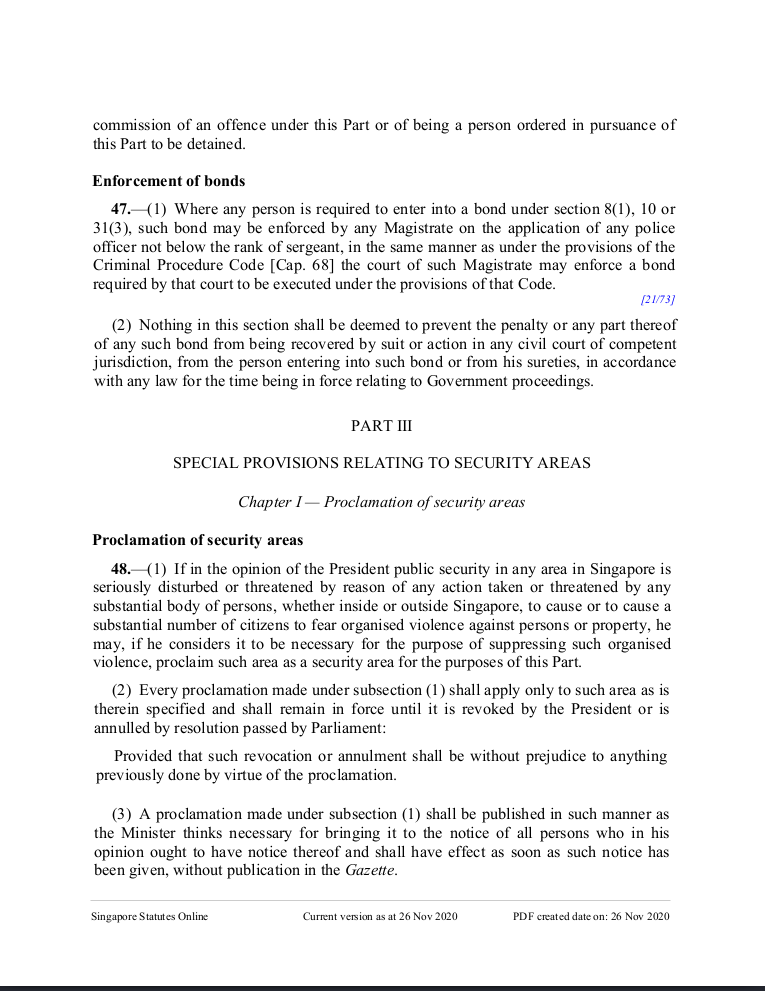 commission of an offence under this Part or of being a person ordered in pursuance of
this Part to be detained.
Enforcement of bonds
47.—(1) Where any person is required to enter into a bond under section 8(1), 10 or
31(3), such bond may be enforced by any Magistrate on the application of any police
officer not below the rank of sergeant, in the same manner as under the provisions of the
Criminal Procedure Code [Cap. 68] the court of such Magistrate may enforce a bond
required by that court to be executed under the provisions of that Code.
[21/73]
(2) Nothing in this section shall be deemed to prevent the penalty or any part thereof
of any such bond from being recovered by suit or action in any civil court of competent
jurisdiction, from the person entering into such bond or from his sureties, in accordance
with any law for the time being in force relating to Government proceedings.
PART III
SPECIAL PROVISIONS RELATING TO SECURITY AREAS
Chapter I — Proclamation of security areas
Proclamation of security areas
48.—(1) If in the opinion of the President public security in any area in Singapore is
seriously disturbed or threatened by reason of any action taken or threatened by any
substantial body of persons, whether inside or outside Singapore, to cause or to cause a
substantial number of citizens to fear organised violence against persons or property, he
may, if he considers it to be necessary for the purpose of suppressing such organised
violence, proclaim such area as a security area for the purposes of this Part.
(2) Every proclamation made under subsection (1) shall apply only to such area as is
therein specified and shall remain in force until it is revoked by the President or is
annulled by resolution passed by Parliament:
Provided that such revocation or annulment shall be without prejudice to anything
previously done by virtue of the proclamation.
(3) A proclamation made under subsection (1) shall be published in such manner as
the Minister thinks necessary for bringing it to the notice of all persons who in his
opinion ought to have notice thereof and shall have effect as soon as such notice has
been given, without publication in the Gazette.
Singapore Statutes Online Current version as at 26 Nov 2020 PDF created date on: 26 Nov 2020